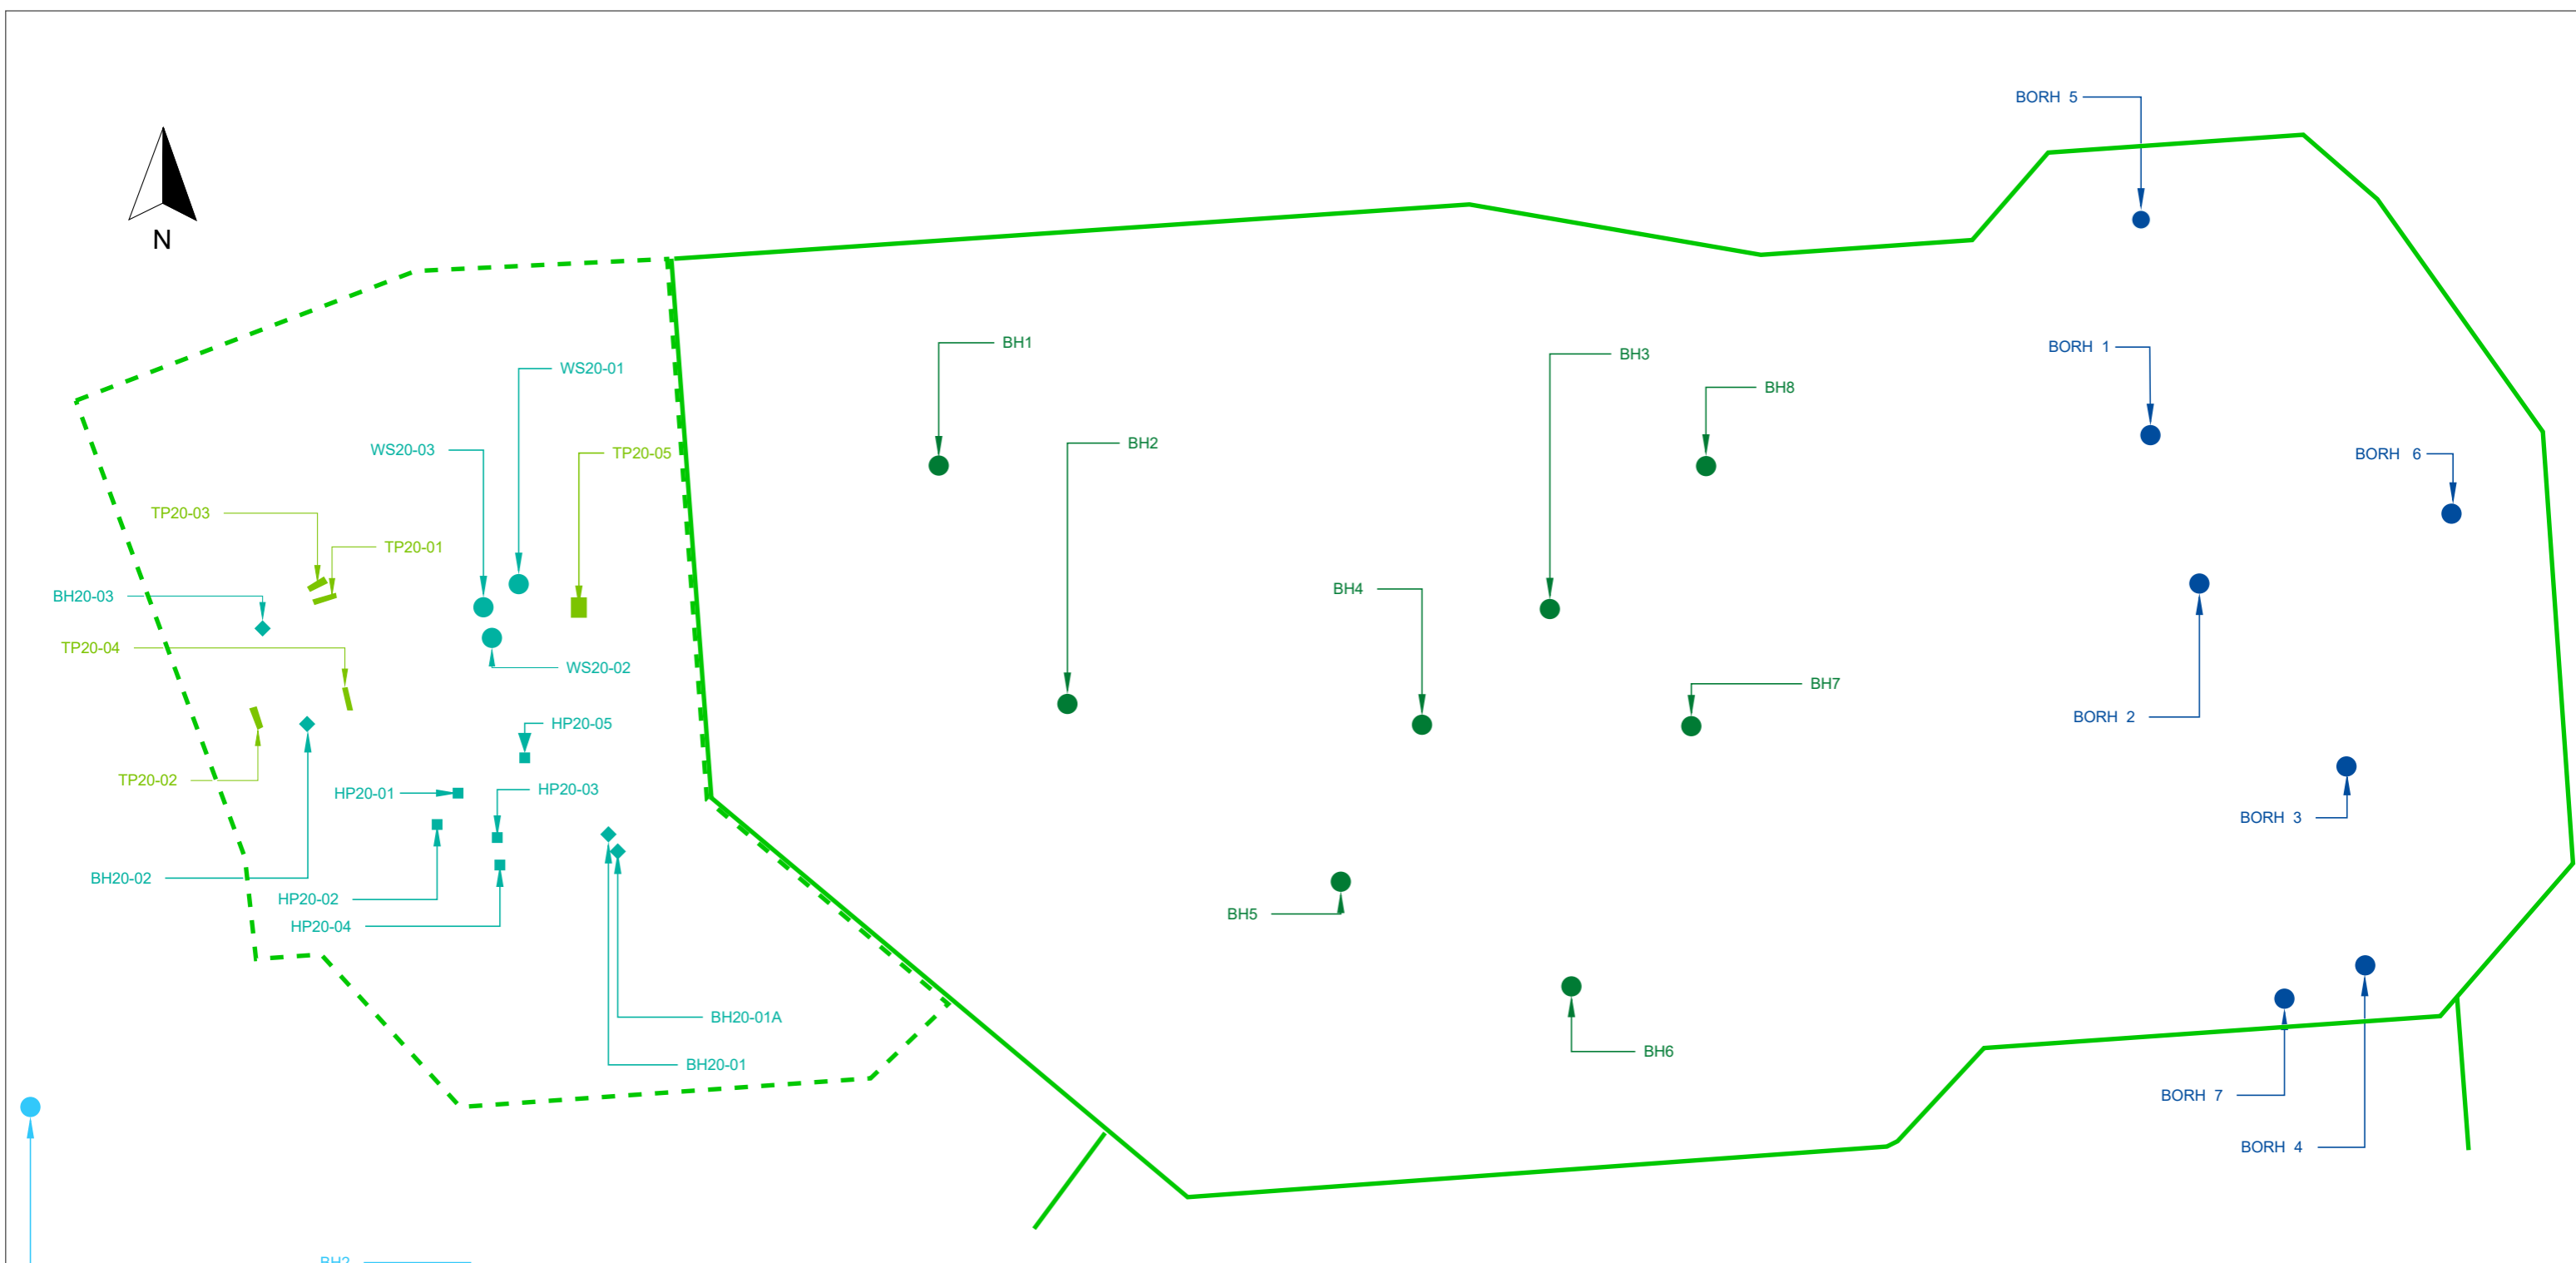 BORH 5
N
BH1
BORH 1
BH3
WS20-01
BH8
BH2
WS20-03
TP20-05
BORH 6
TP20-03
TP20-01
BH4
BH20-03
TP20-04
WS20-02
BH7
BORH 2
HP20-05
TP20-02
HP20-03
HP20-01
BORH 3
BH20-02
HP20-02
BH5
HP20-04
BH20-01A
BH6
BH20-01
BORH 7
BORH 4
BH2